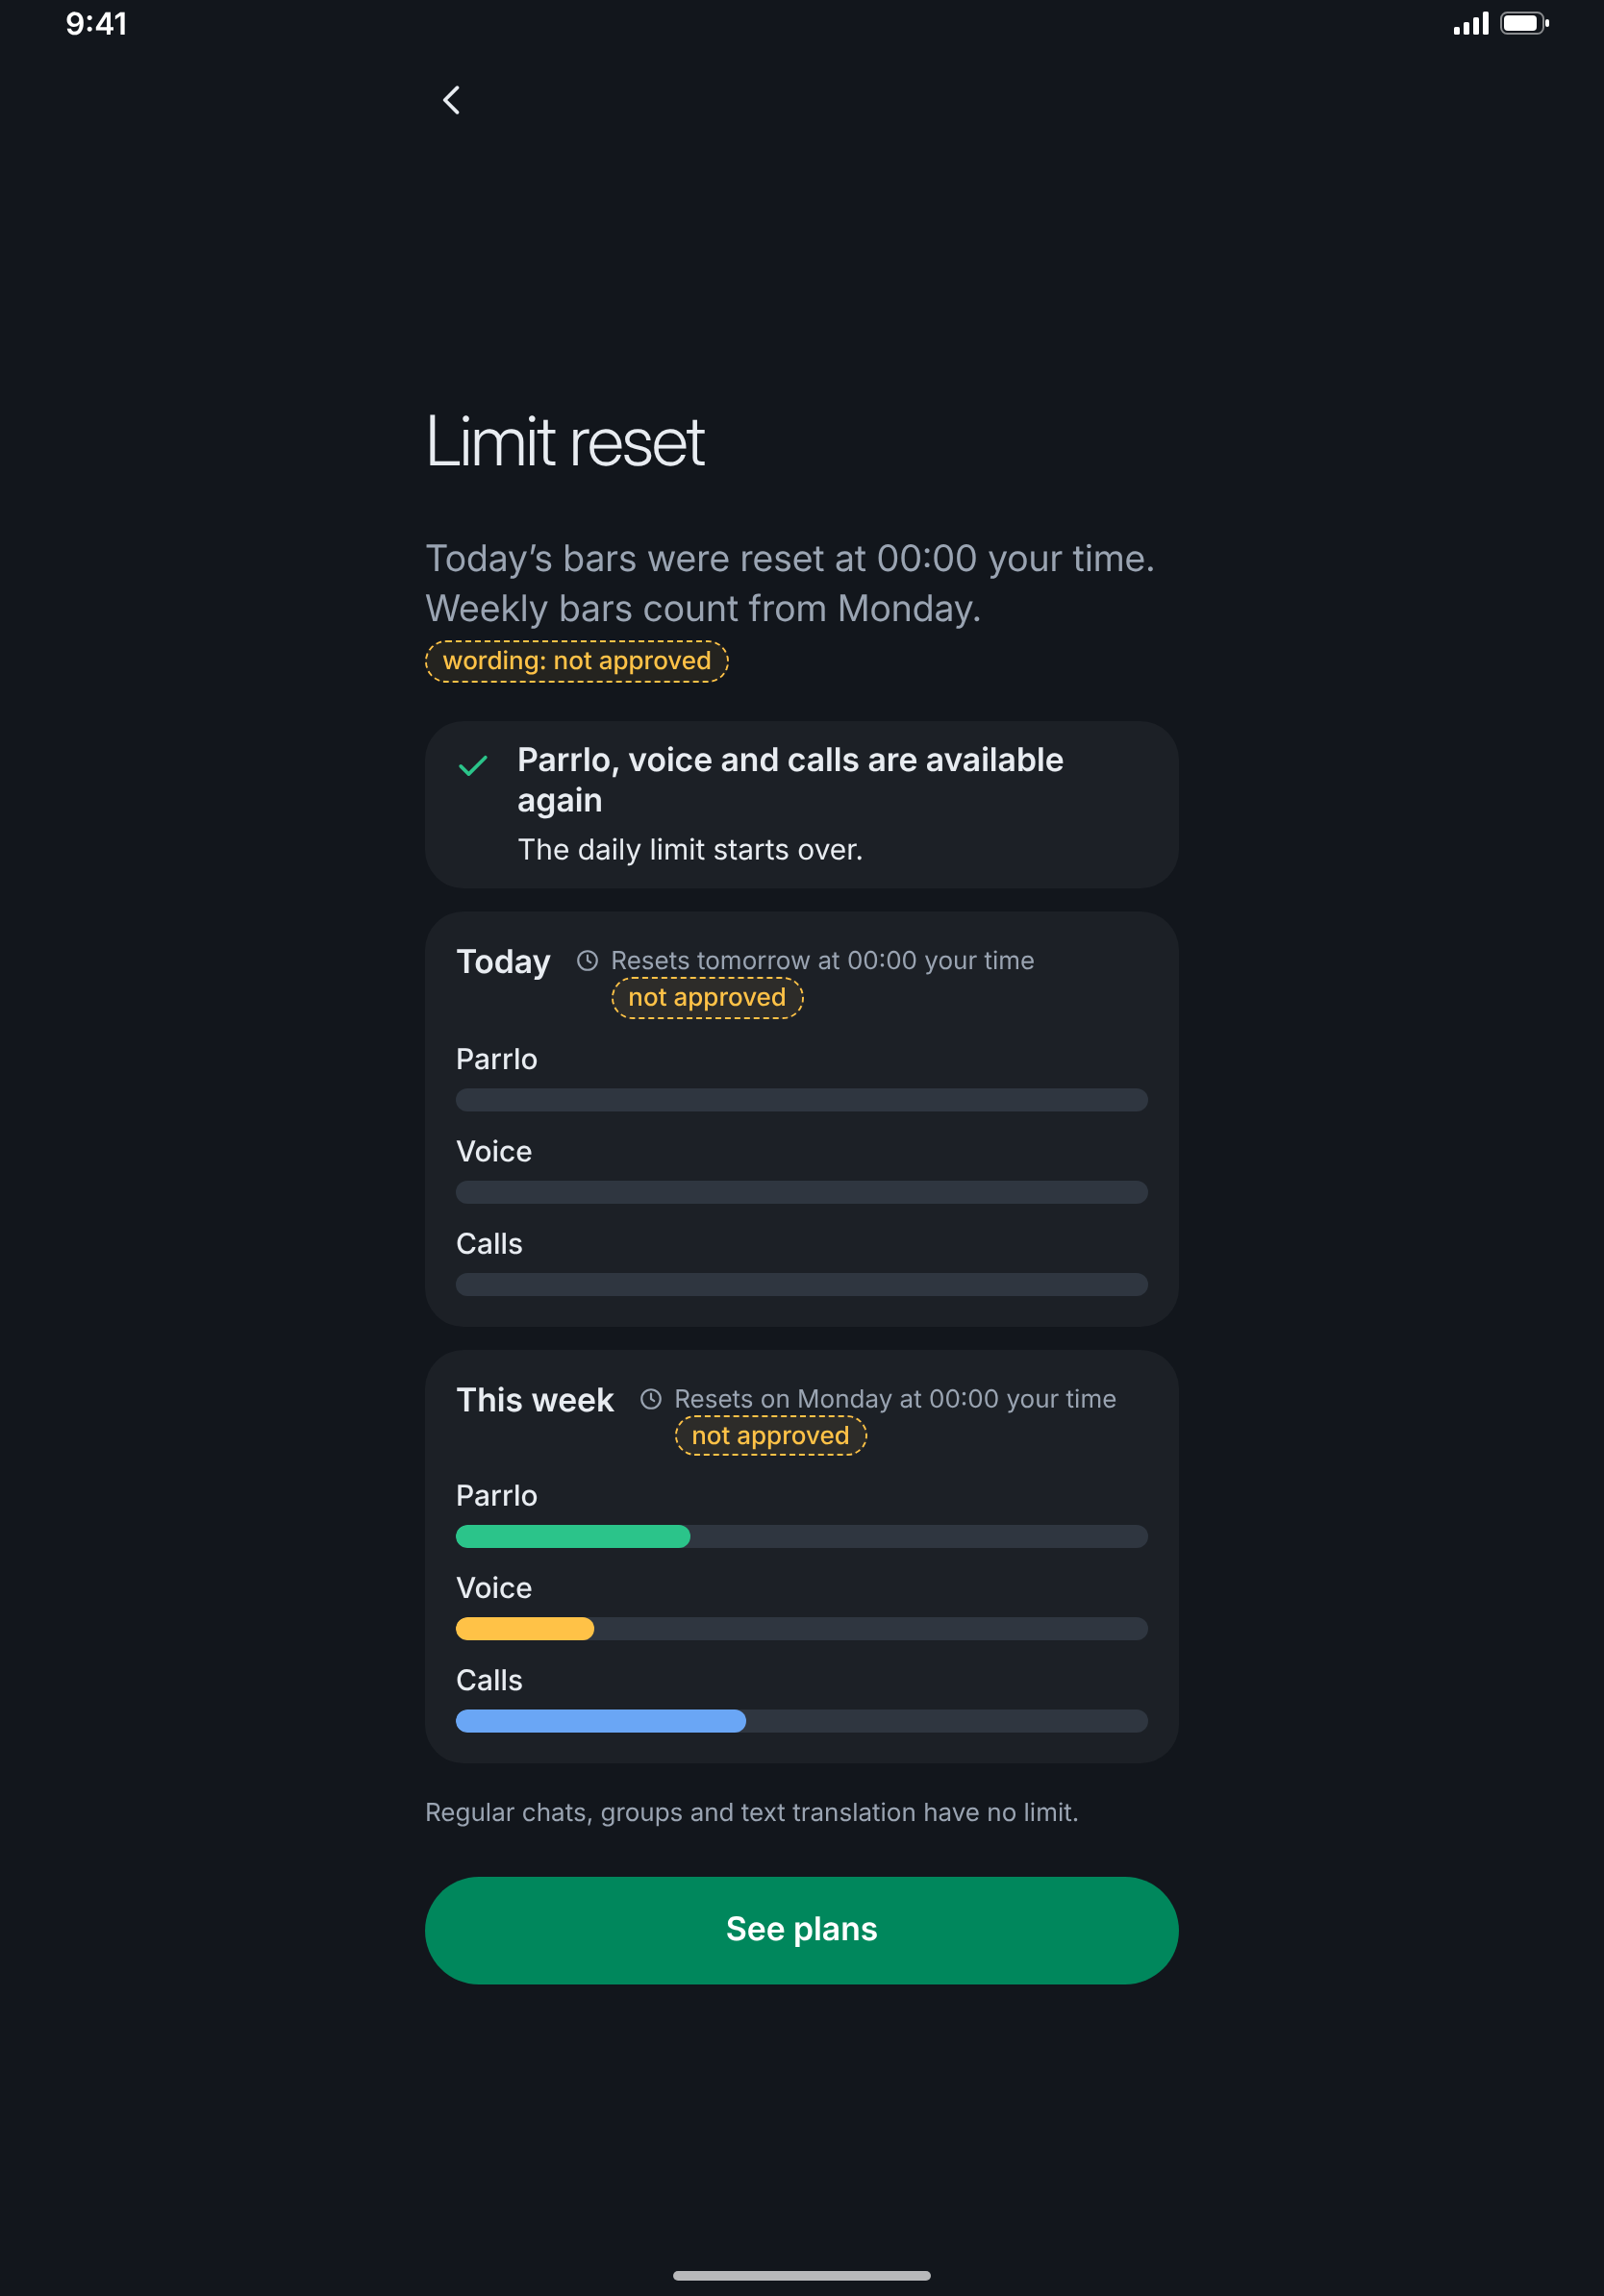 9:41
Limit reset
Today’s bars were reset at 00:00 your time.
Weekly bars count from Monday.
wording: not approved
Parrlo, voice and calls are available
again
The daily limit starts over.
Today
Resets tomorrow at 00:00 your time
not approved
Parrlo
Voice
Calls
This week
Resets on Monday at 00:00 your time
not approved
Parrlo
Voice
Calls
Regular chats, groups and text translation have no limit.
See plans